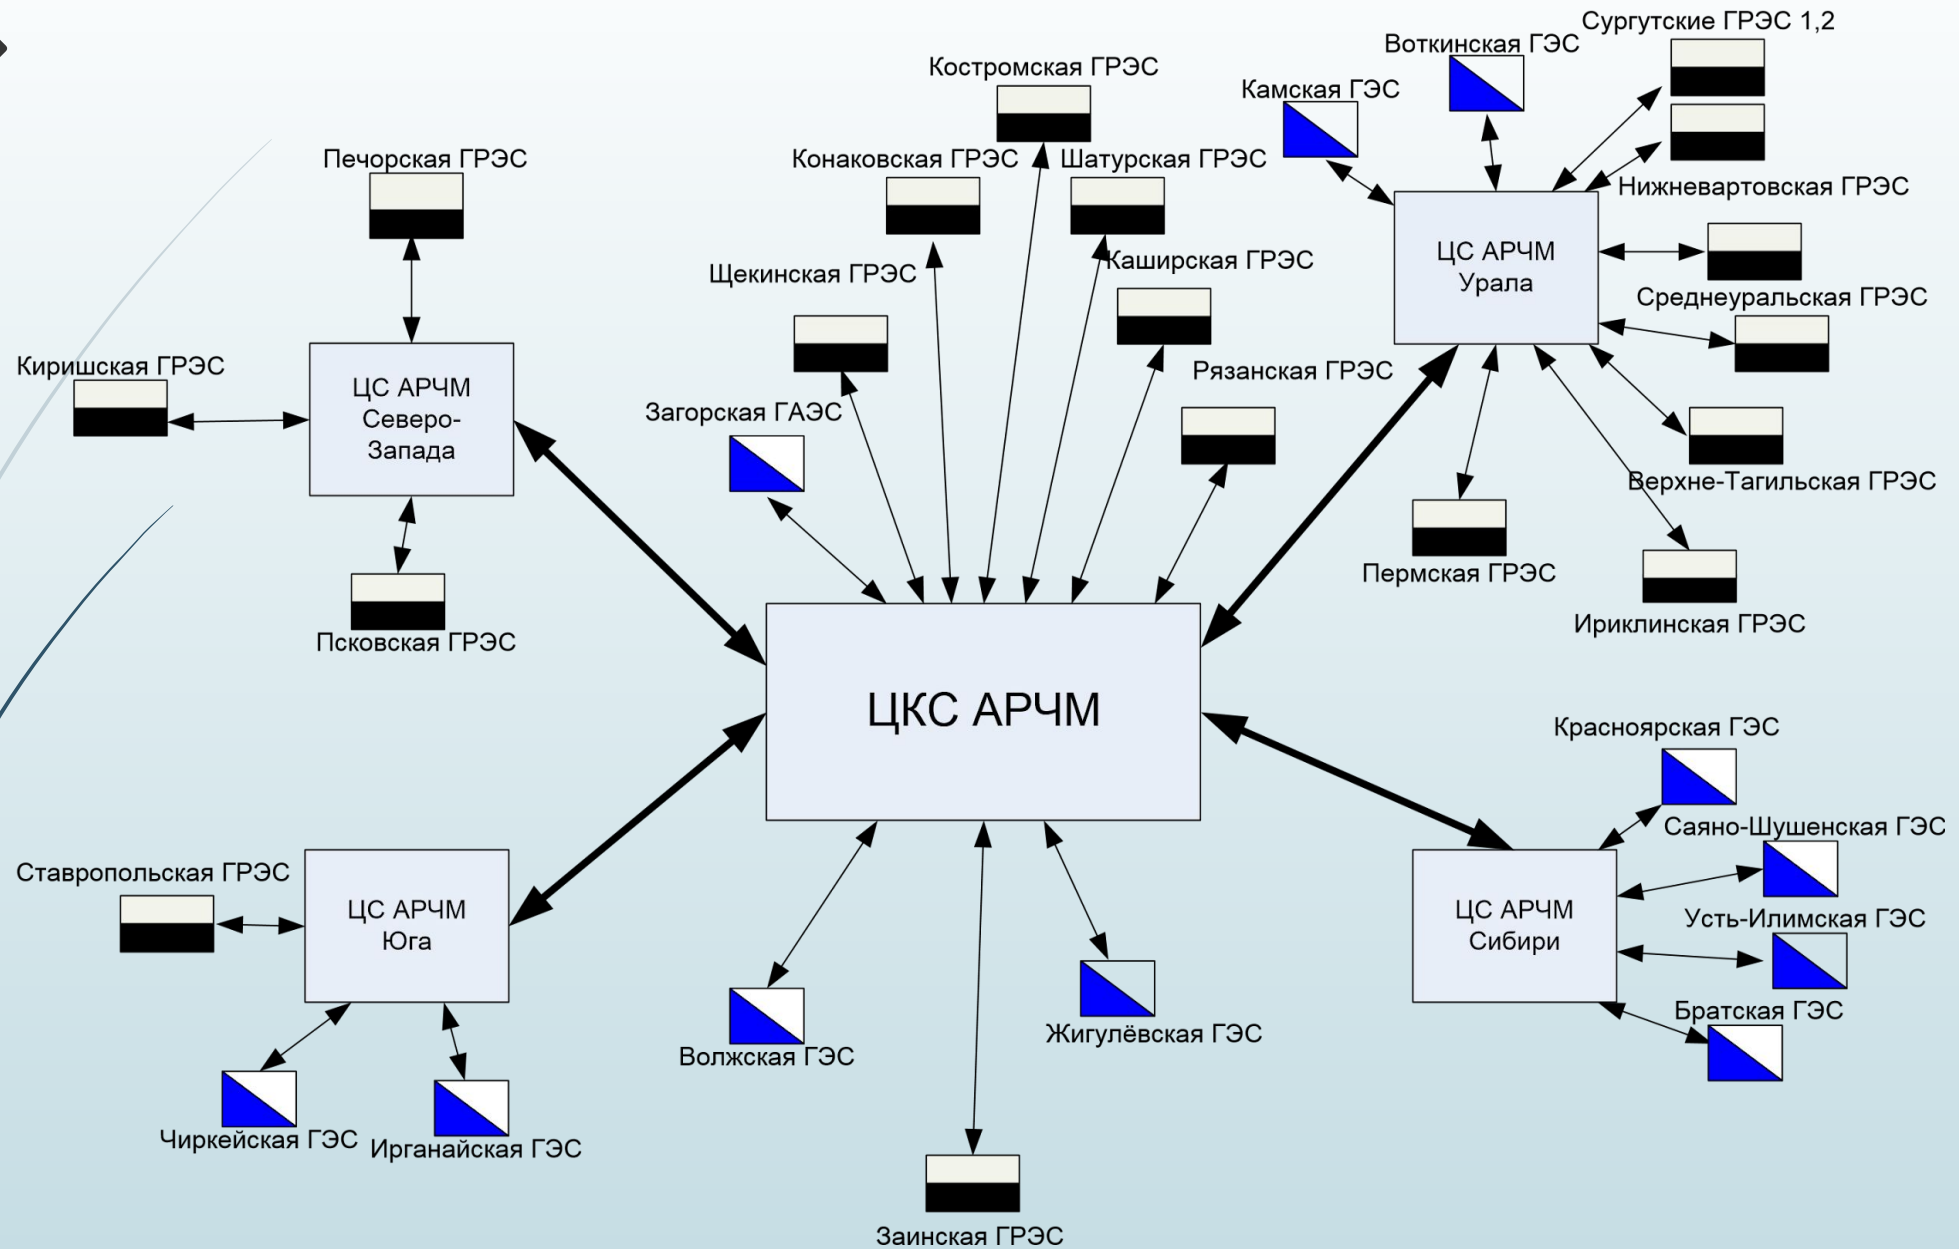 Сургутские ГРЭС 1,2
Воткинская ГЭС
Костромская ГРЭС
Камская ГЭС
Печорская ГРЭС
Конаковская ГРЭС
Шатурская ГРЭС
Нижневартовская ГРЭС
Щекинская ГРЭС
Каширская ГРЭС
ЦС АРЧМ
Урала
Среднеуральская ГРЭС
Киришская ГРЭС
ЦС АРЧМ
Северо-
Запада
Рязанская ГРЭС
Загорская ГАЭС
Верхне-Тагильская ГРЭС
Пермская ГРЭС
Ириклинская ГРЭС
Псковская ГРЭС
ЦКС АРЧМ
Красноярская ГЭС
Саяно-Шушенская ГЭС
Ставропольская ГРЭС
ЦС АРЧМ
Юга
ЦС АРЧМ
Сибири
Усть-Илимская ГЭС
Братская ГЭС
Жигулёвская ГЭС
Волжская ГЭС
Чиркейская ГЭС
Ирганайская ГЭС
Заинская ГРЭС